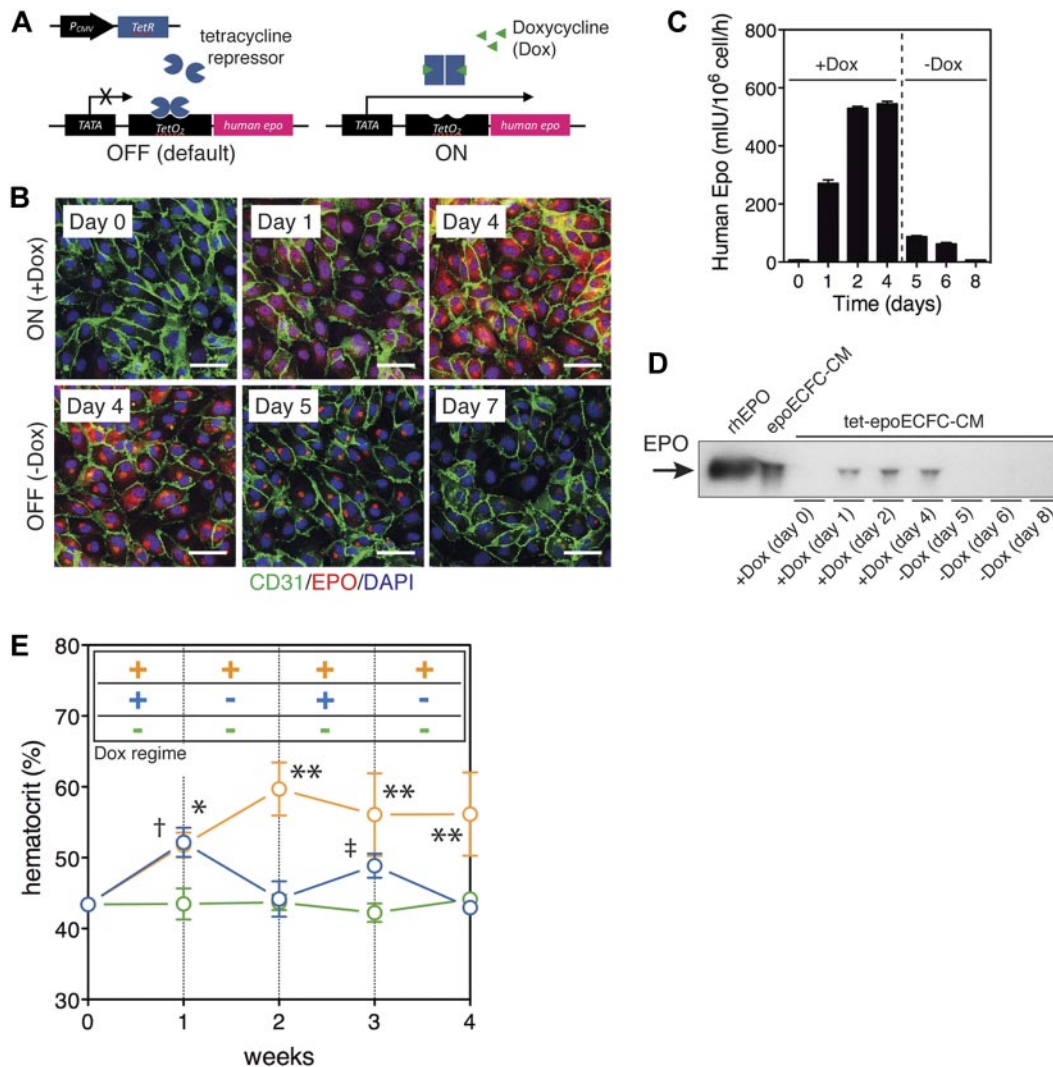 A
P_CMV TetR
tetracycline
repressor
TATA TetO₂ human epo
OFF (default)
Doxycycline
(Dox)
TATA TetO₂ human epo
ON
B
ON (+Dox)
Day 0 Day 1 Day 4
OFF (-Dox)
Day 4 Day 5 Day 7
CD31/EPO/DAPI
C
Human Epo (mIU/10⁶ cell/h)
800
600
400
200
0
+Dox -Dox
0 1 2 4 5 6 8
Time (days)
D
rhEPO
epoECFC-CM
tet-epoECFC-CM
EPO
+Dox (day 0)
+Dox (day 1)
+Dox (day 2)
+Dox (day 4)
-Dox (day 5)
-Dox (day 6)
-Dox (day 8)
E
hematocrit (%)
80
70
60
50
40
30
+ + + +
+ - + -
- - - -
Dox regime
† * ** ** ‡ **
0 1 2 3 4
weeks